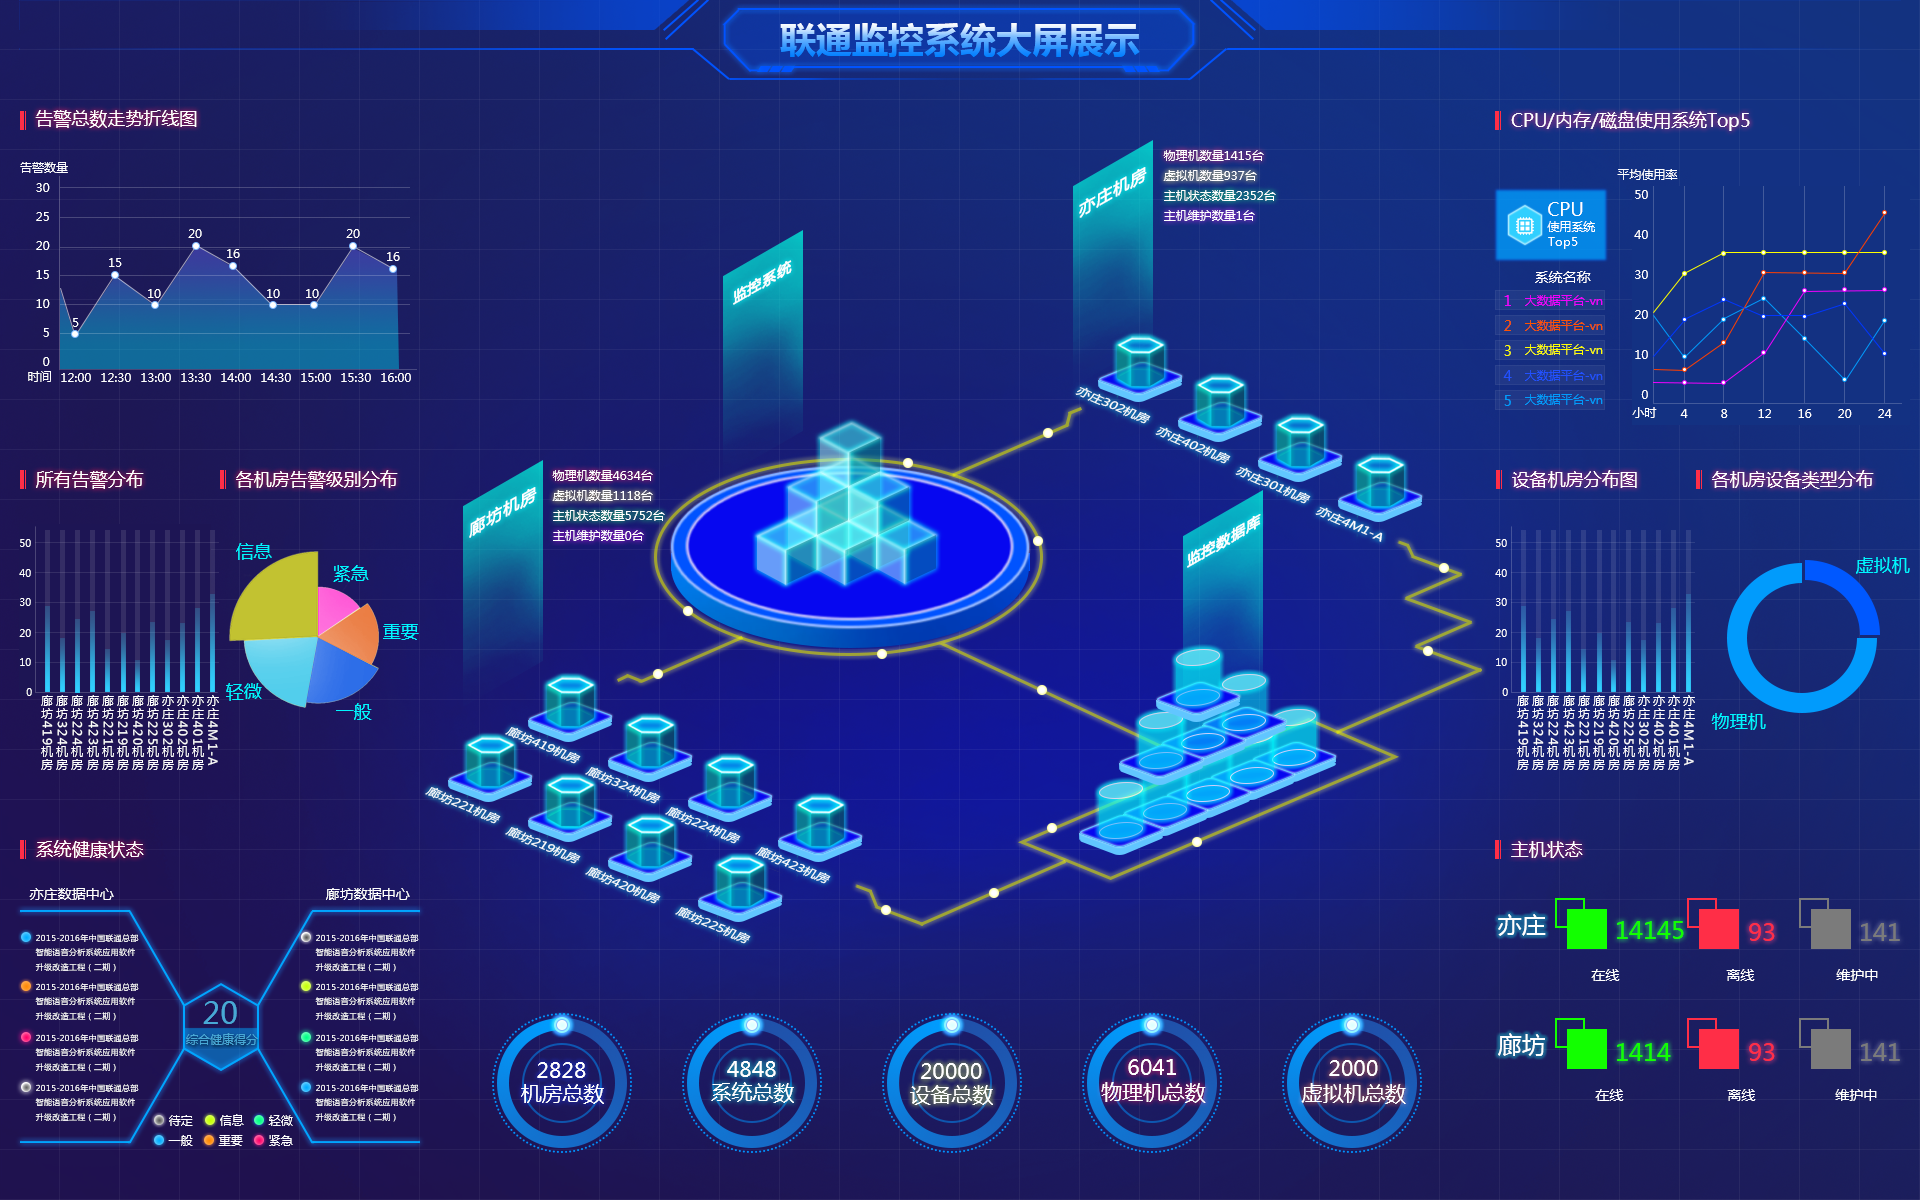 联通监控系统大屏展示
告警总数走势折线图
告警数量
30
25
20
15
10
5
0
5
15
10
20
16
10
10
20
16
时间
12:00 12:30 13:00 13:30 14:00 14:30 15:00 15:30 16:00
所有告警分布
50
40
30
20
10
0
廊坊419机房
廊坊324机房
廊坊224机房
廊坊423机房
廊坊221机房
廊坊219机房
廊坊420机房
廊坊225机房
亦庄302机房
亦庄402机房
亦庄401机房
亦庄4M1-A
各机房告警级别分布
信息
紧急
重要
轻微
一般
系统健康状态
亦庄数据中心
廊坊数据中心
2015-2016年中国联通总部
智能语音分析系统应用软件
升级改造工程（二期）
2015-2016年中国联通总部
智能语音分析系统应用软件
升级改造工程（二期）
2015-2016年中国联通总部
智能语音分析系统应用软件
升级改造工程（二期）
2015-2016年中国联通总部
智能语音分析系统应用软件
升级改造工程（二期）
2015-2016年中国联通总部
智能语音分析系统应用软件
升级改造工程（二期）
2015-2016年中国联通总部
智能语音分析系统应用软件
升级改造工程（二期）
2015-2016年中国联通总部
智能语音分析系统应用软件
升级改造工程（二期）
2015-2016年中国联通总部
智能语音分析系统应用软件
升级改造工程（二期）
20
综合健康得分
待定 信息 轻微
一般 重要 紧急
监控系统
亦庄机房
物理机数量1415台
虚拟机数量937台
主机状态数量2352台
主机维护数量1台
亦庄302机房
亦庄402机房
亦庄301机房
亦庄4M1-A
廊坊机房
物理机数量4634台
虚拟机数量1118台
主机状态数量5752台
主机维护数量0台
监控数据库
廊坊419机房
廊坊324机房
廊坊224机房
廊坊423机房
廊坊221机房
廊坊219机房
廊坊420机房
廊坊225机房
2828
机房总数
4848
系统总数
20000
设备总数
6041
物理机总数
2000
虚拟机总数
CPU/内存/磁盘使用系统Top5
CPU
使用系统
Top5
系统名称
1 大数据平台-vn
2 大数据平台-vn
3 大数据平台-vn
4 大数据平台-vn
5 大数据平台-vn
平均使用率
50
40
30
20
10
0
小时 4 8 12 16 20 24
设备机房分布图
50
40
30
20
10
0
廊坊419机房
廊坊324机房
廊坊224机房
廊坊423机房
廊坊221机房
廊坊219机房
廊坊420机房
廊坊225机房
亦庄202机房
亦庄402机房
亦庄401机房
亦庄4M1-A
各机房设备类型分布
虚拟机
物理机
主机状态
亦庄 14145 93 141
在线 离线 维护中
廊坊 1414 93 141
在线 离线 维护中